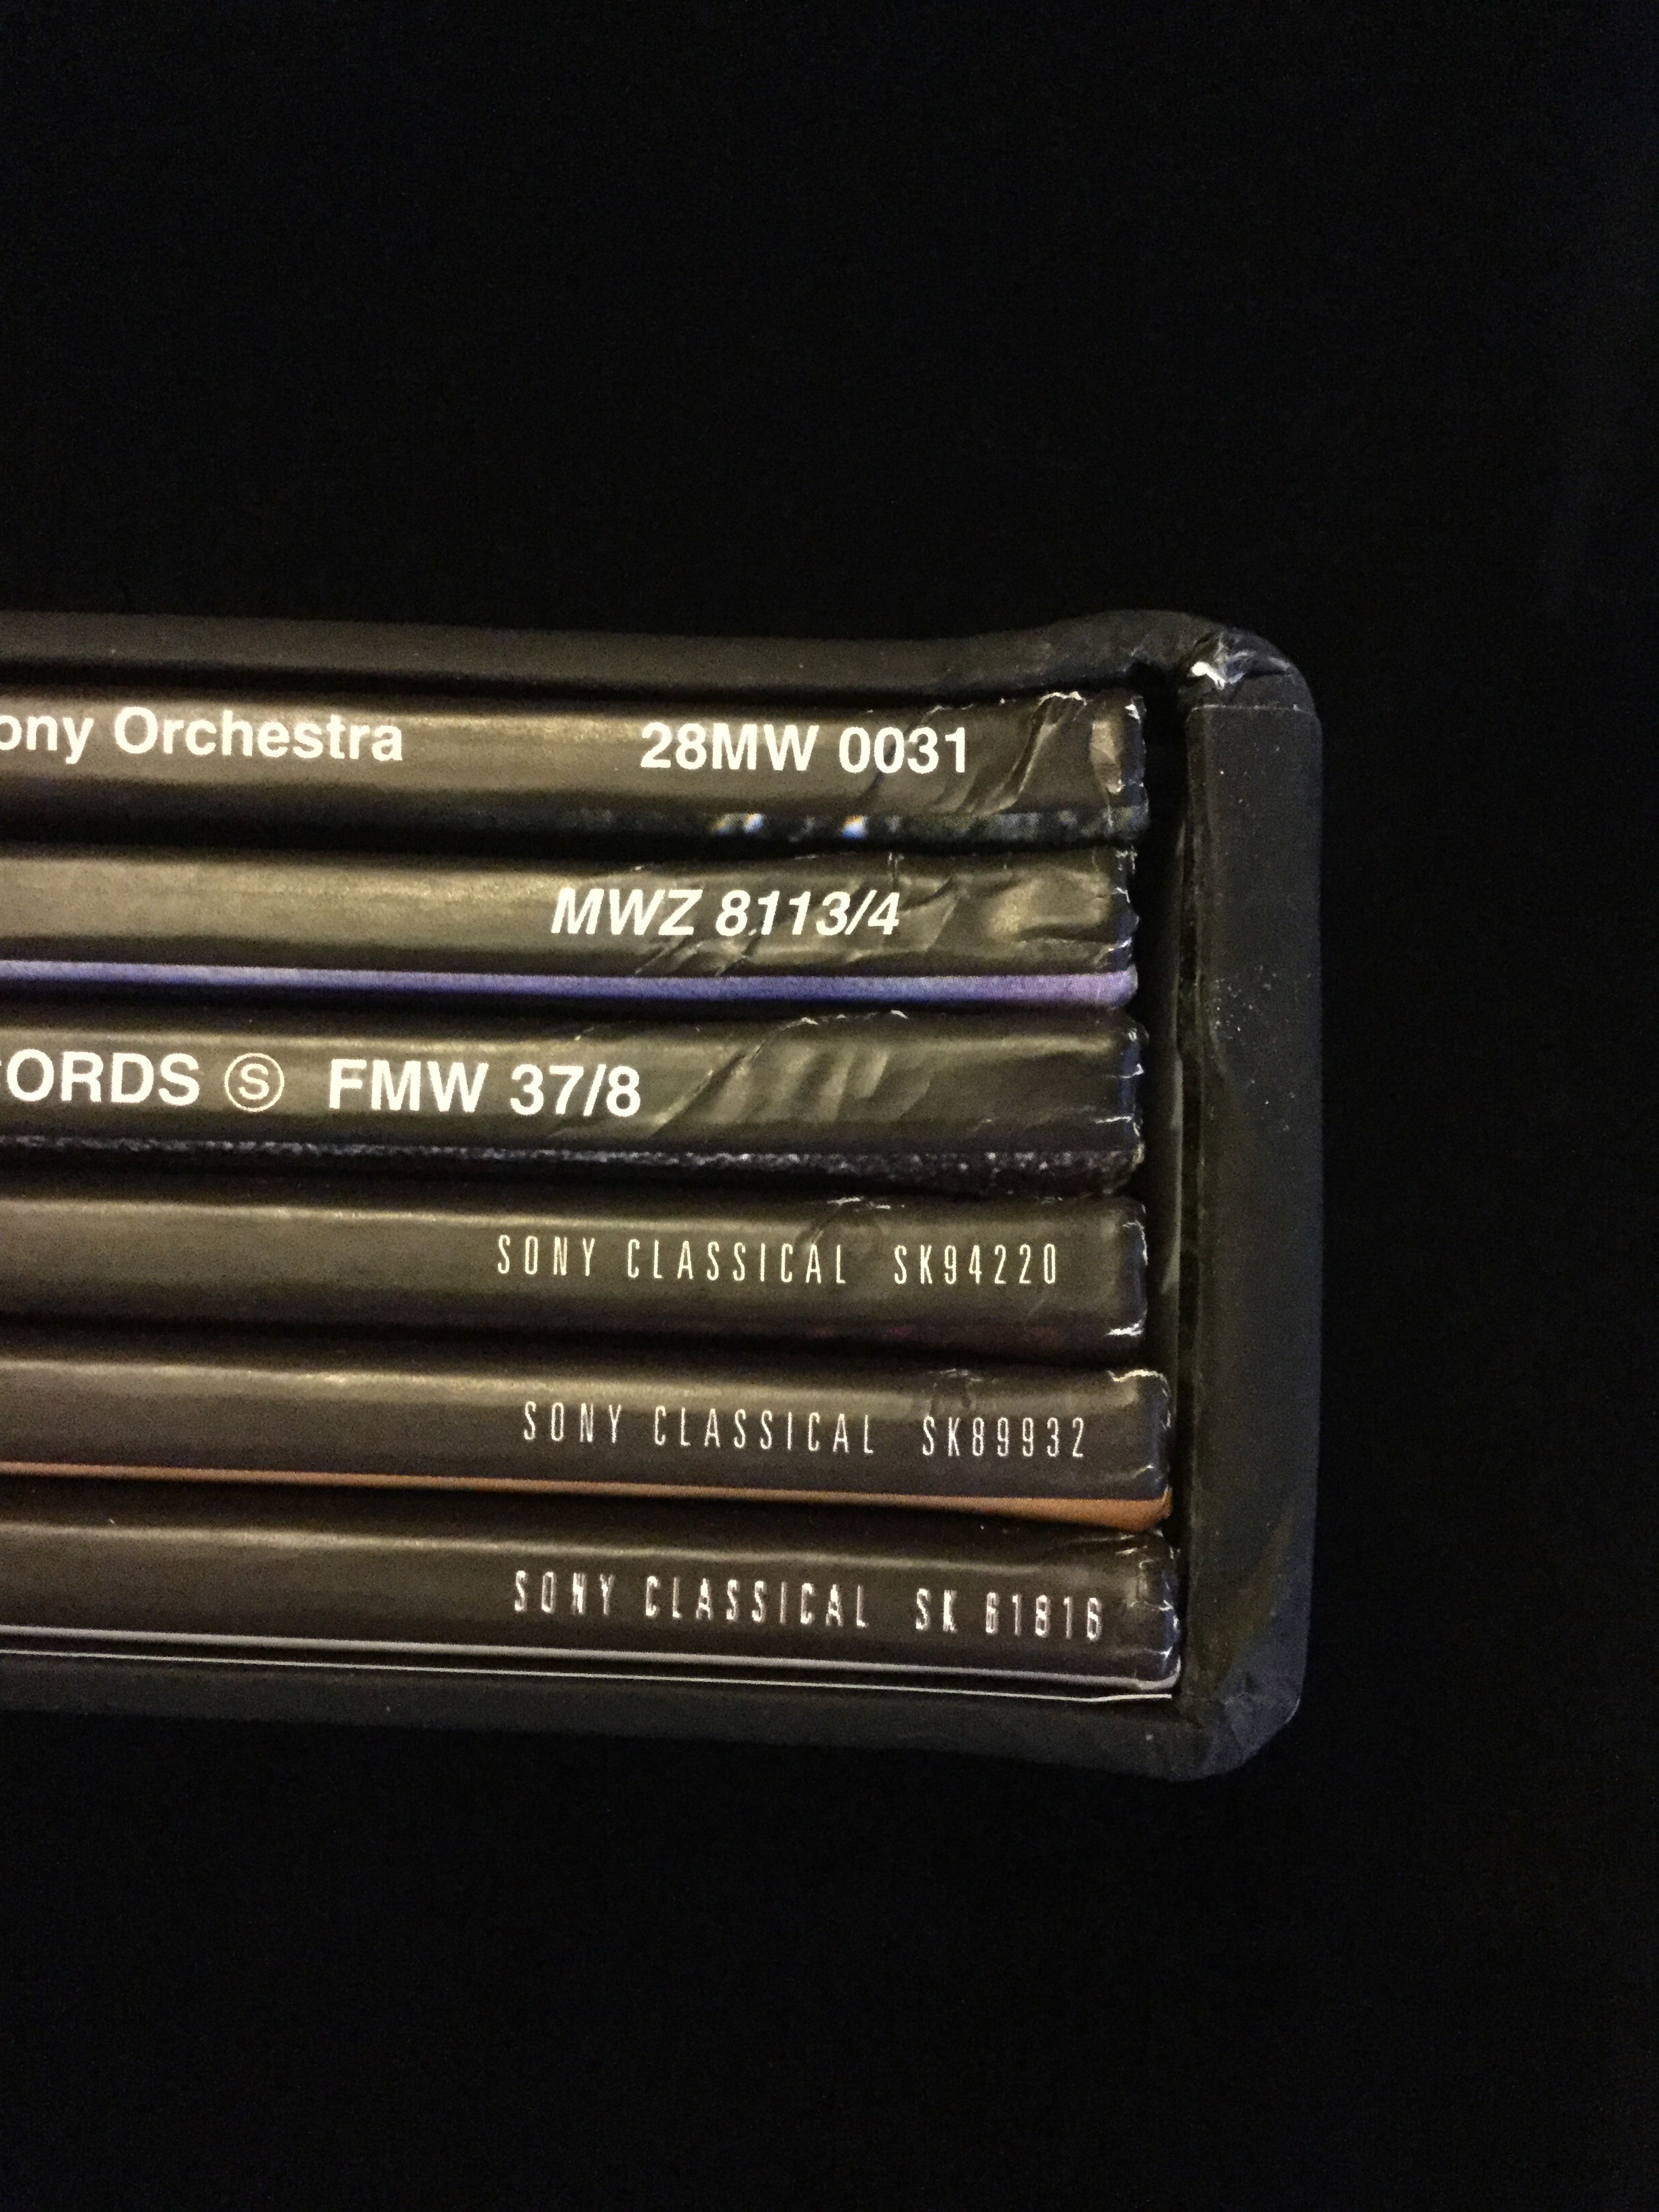 ony Orchestra 28MW 0031
MWZ 8113/4
ORDS Ⓢ FMW 37/8
SONY CLASSICAL SK94220
SONY CLASSICAL SK89932
SONY CLASSICAL SK 61816